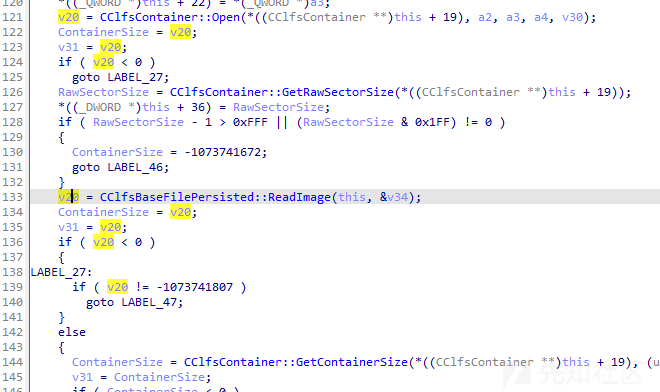 120 *((_QWORD *)this + 22) = *(_QWORD *)a3;
121 v20 = CClfsContainer::Open(*((CClfsContainer **)this + 19), a2, a3, a4, v30);
122 ContainerSize = v20;
123 v31 = v20;
124 if ( v20 < 0 )
125 goto LABEL_27;
126 RawSectorSize = CClfsContainer::GetRawSectorSize(*((CClfsContainer **)this + 19));
127 *((_DWORD *)this + 36) = RawSectorSize;
128 if ( RawSectorSize - 1 > 0xFFF || (RawSectorSize & 0x1FF) != 0 )
129 {
130 ContainerSize = -1073741672;
131 goto LABEL_46;
132 }
133 v20 = CClfsBaseFilePersisted::ReadImage(this, &v34);
134 ContainerSize = v20;
135 v31 = v20;
136 if ( v20 < 0 )
137 {
138 LABEL_27:
139 if ( v20 != -1073741807 )
140 goto LABEL_47;
141 }
142 else
143 {
144 ContainerSize = CClfsContainer::GetContainerSize(*((CClfsContainer **)this + 19), (u
145 v31 = ContainerSize;
146 if ( ContainerSize < 0 )
先知社区